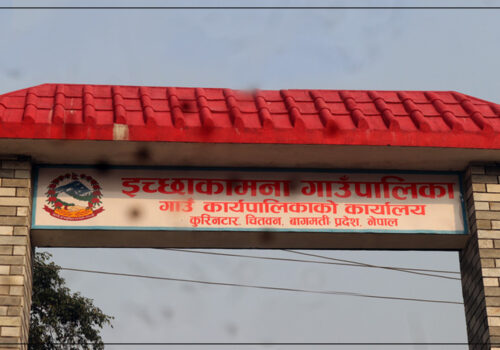 इच्छाकामना गाउँपालिका
गाउँ कार्यपालिकाको कार्यालय
कुरिनटार, चितवन, बागमती प्रदेश, नेपाल